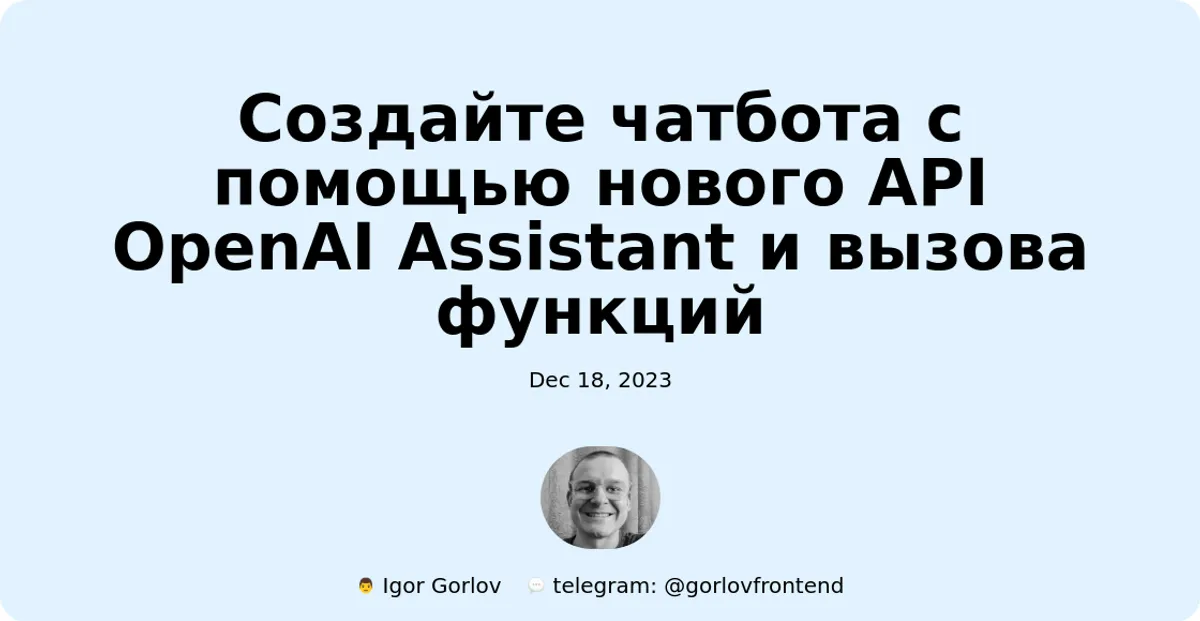 Создайте чатбота с
помощью нового API
OpenAI Assistant и вызова
функций
Dec 18, 2023
Igor Gorlov telegram: @gorlovfrontend